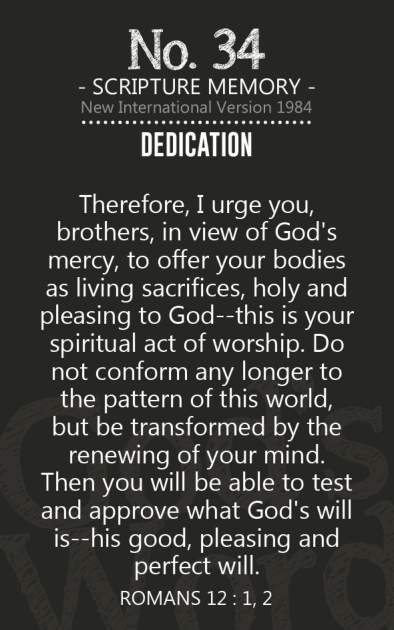 No. 34
- SCRIPTURE MEMORY -
New International Version 1984
DEDICATION
Therefore, I urge you,
brothers, in view of God's
mercy, to offer your bodies
as living sacrifices, holy and
pleasing to God--this is your
spiritual act of worship. Do
not conform any longer to
the pattern of this world,
but be transformed by the
renewing of your mind.
Then you will be able to test
and approve what God's will
is--his good, pleasing and
perfect will.
ROMANS 12 : 1, 2
God's
Word